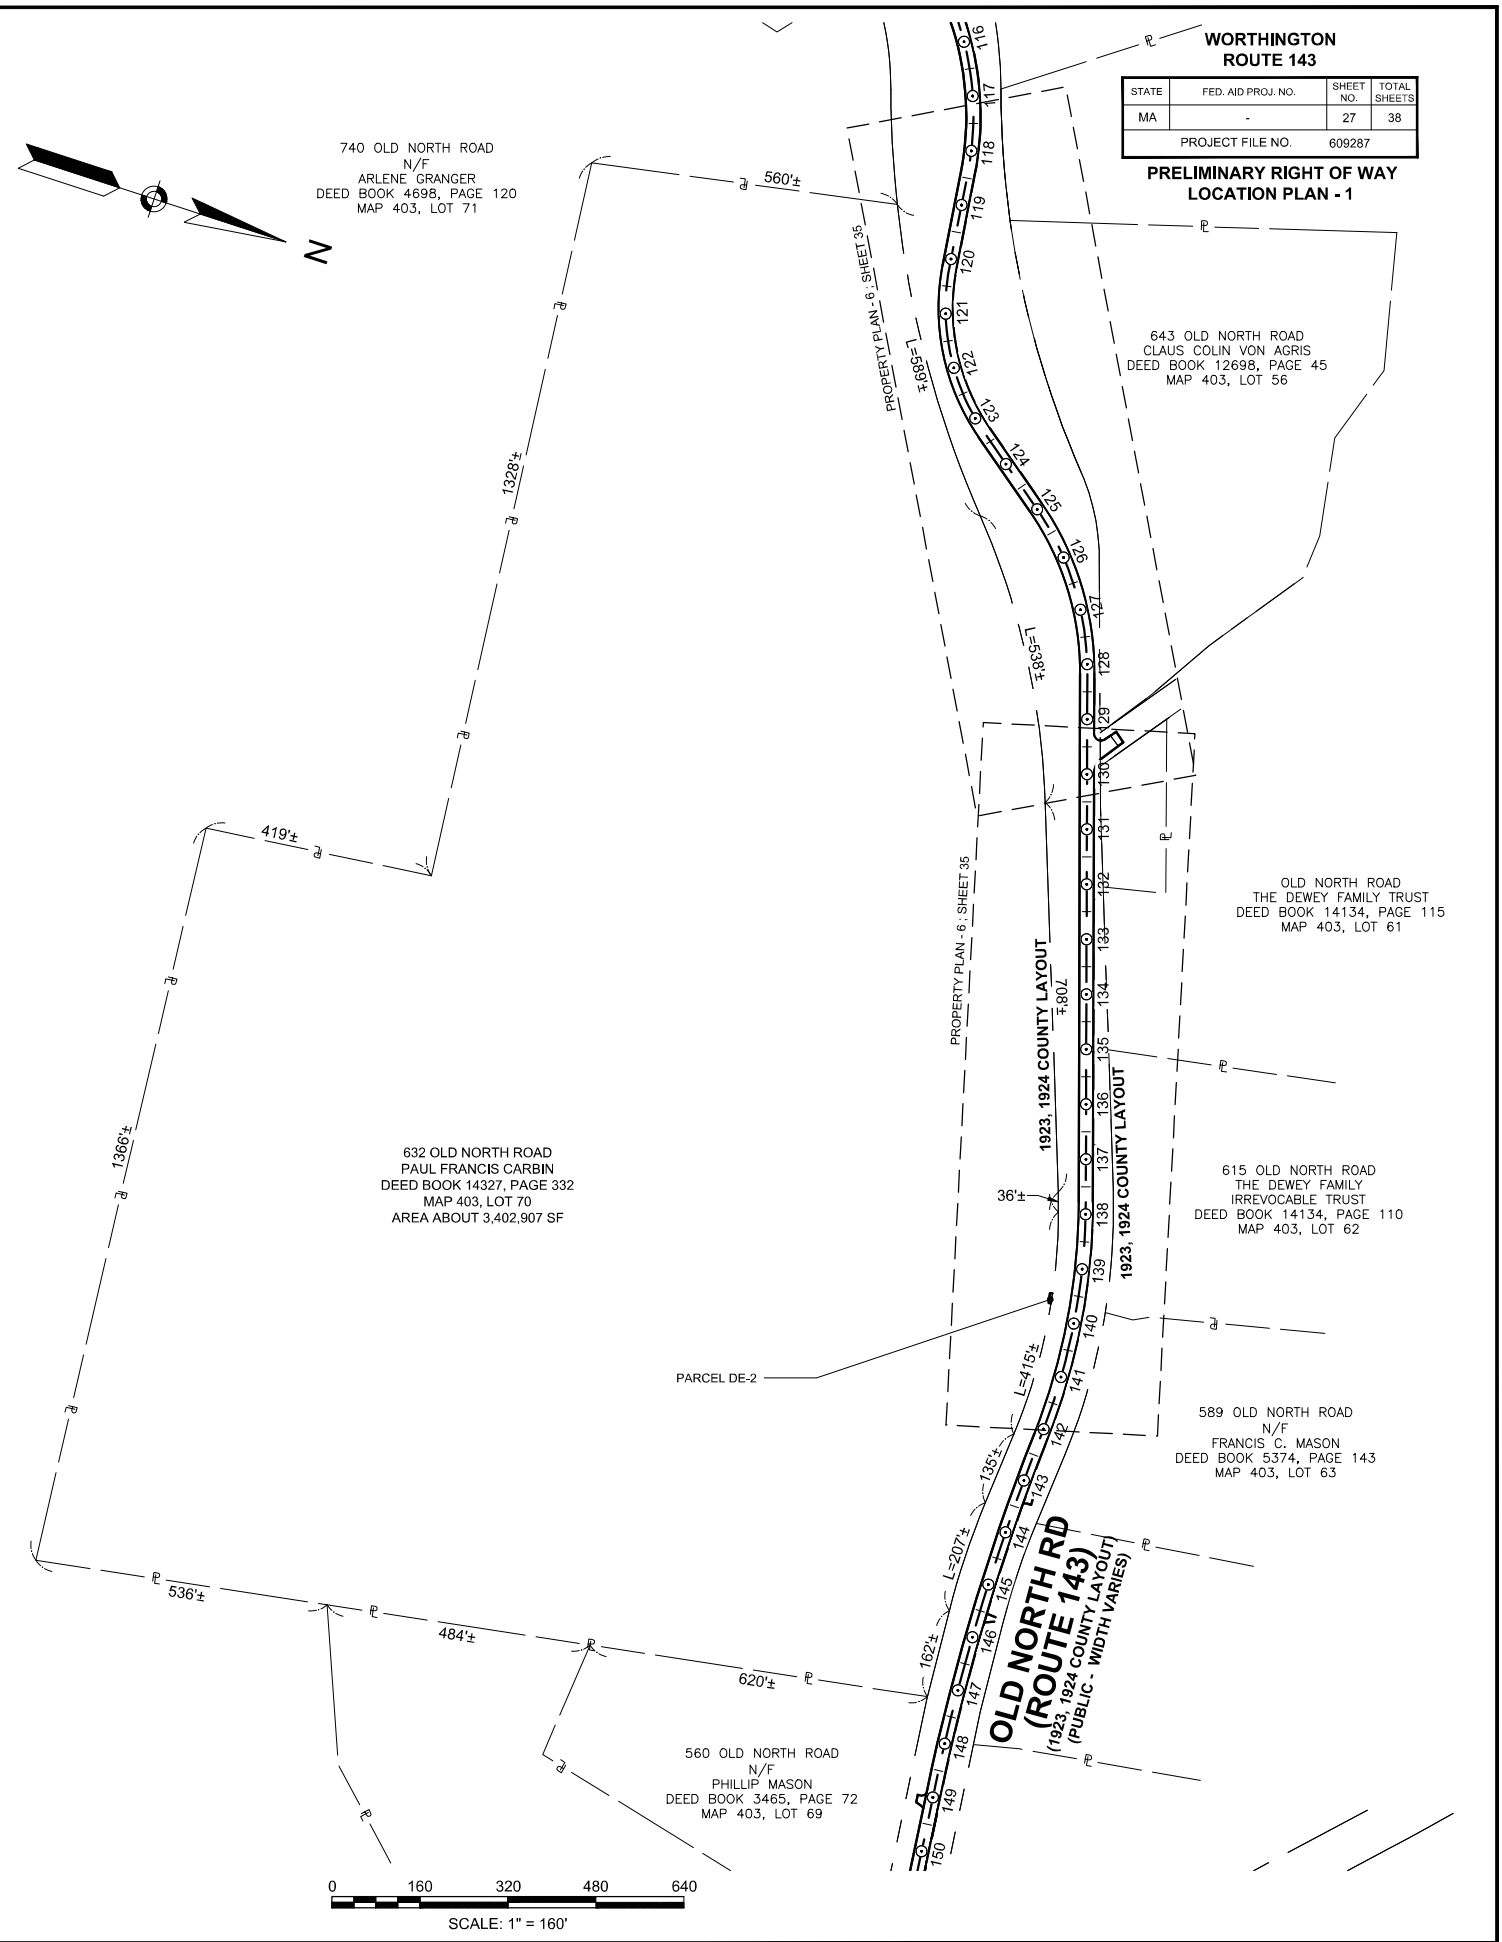 WORTHINGTON
ROUTE 143
STATE FED. AID PROJ. NO. SHEET NO. TOTAL SHEETS
MA - 27 38
PROJECT FILE NO. 609287
PRELIMINARY RIGHT OF WAY
LOCATION PLAN - 1
N
740 OLD NORTH ROAD
N/F
ARLENE GRANGER
DEED BOOK 4698, PAGE 120
MAP 403, LOT 71
560'±
1328'±
419'±
1366'±
536'±
484'±
620'±
PROPERTY PLAN - 6 ; SHEET 35
L=589'±
L=538'±
643 OLD NORTH ROAD
CLAUS COLIN VON AGRIS
DEED BOOK 12698, PAGE 45
MAP 403, LOT 56
116
117
118
119
120
121
122
123
124
125
126
127
128
129
130
131
132
133
134
135
136
137
138
139
140
141
142
143
144
145
146
147
148
149
150
PROPERTY PLAN - 6 ; SHEET 35
OLD NORTH ROAD
THE DEWEY FAMILY TRUST
DEED BOOK 14134, PAGE 115
MAP 403, LOT 61
1923, 1924 COUNTY LAYOUT
708'±
1923, 1924 COUNTY LAYOUT
632 OLD NORTH ROAD
PAUL FRANCIS CARBIN
DEED BOOK 14327, PAGE 332
MAP 403, LOT 70
AREA ABOUT 3,402,907 SF
36'±
615 OLD NORTH ROAD
THE DEWEY FAMILY
IRREVOCABLE TRUST
DEED BOOK 14134, PAGE 110
MAP 403, LOT 62
PARCEL DE-2
L=415'±
135'±
L=207'±
162'±
589 OLD NORTH ROAD
N/F
FRANCIS C. MASON
DEED BOOK 5374, PAGE 143
MAP 403, LOT 63
OLD NORTH RD
(ROUTE 143)
(1923, 1924 COUNTY LAYOUT)
(PUBLIC - WIDTH VARIES)
560 OLD NORTH ROAD
N/F
PHILLIP MASON
DEED BOOK 3465, PAGE 72
MAP 403, LOT 69
0 160 320 480 640
SCALE: 1" = 160'